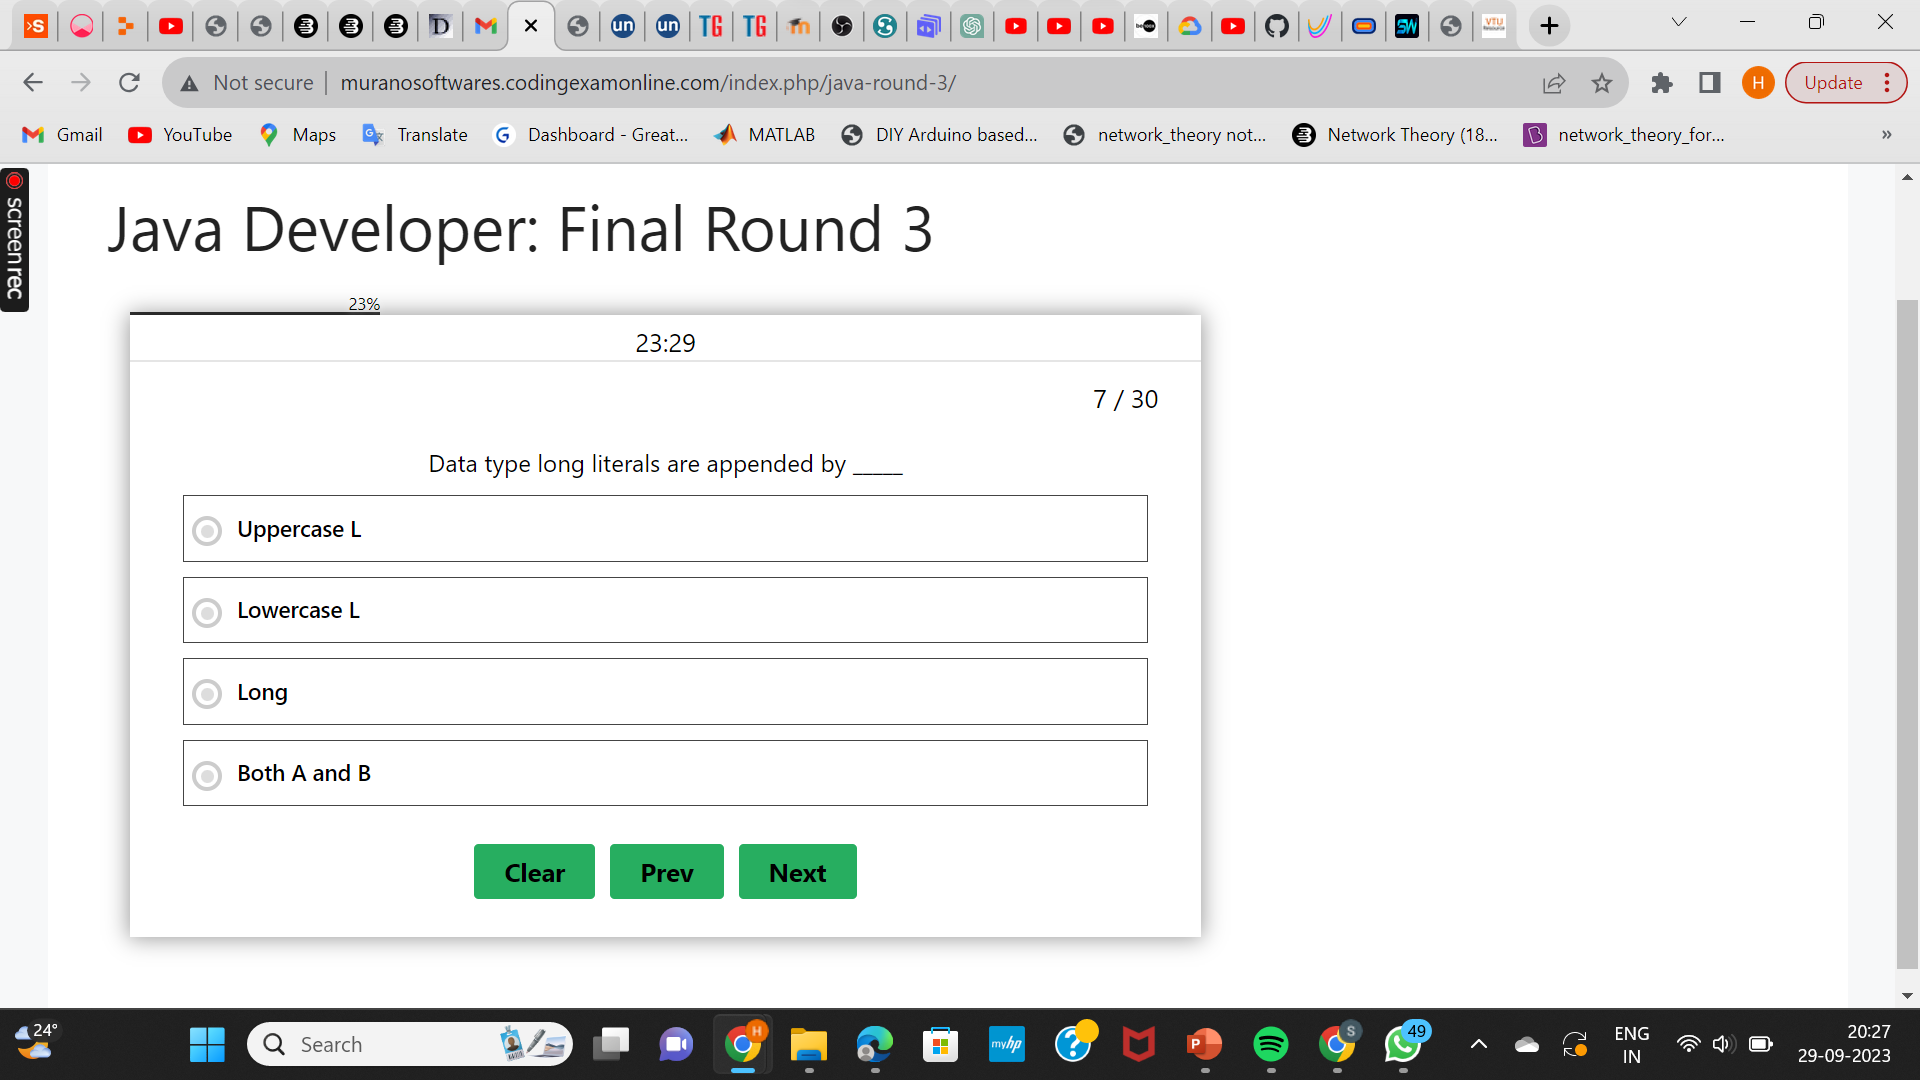 Not secure
muranosoftwares.codingexamonline.com/index.php/java-round-3/
H
Update
Gmail
YouTube
Maps
Translate
Dashboard - Great...
MATLAB
DIY Arduino based...
network_theory not...
Network Theory (18...
network_theory_for...
»
screenrec
Java Developer: Final Round 3
23%
23:29
7 / 30
Data type long literals are appended by _____
Uppercase L
Lowercase L
Long
Both A and B
Clear
Prev
Next
24°
Search
H
myhp
S
49
ENG
IN
20:27
29-09-2023